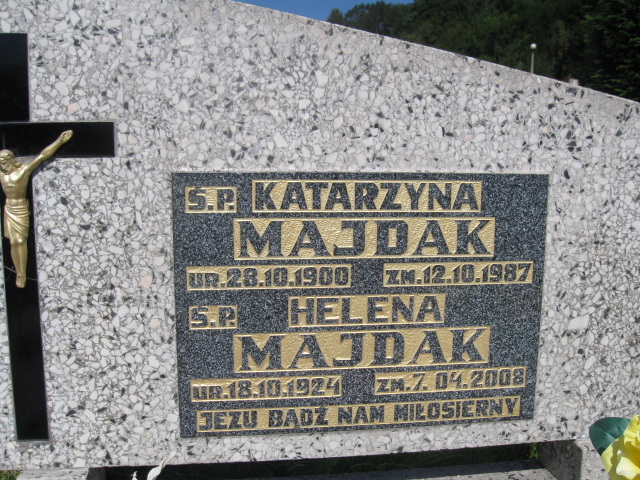 Ś.P. KATARZYNA
MAJDAK
UR. 28.10.1900 ZM. 12.10.1987
Ś.P. HELENA
MAJDAK
UR. 18.10.1924 ZM. 7. 04.2008
JEZU BĄDŹ NAM MIŁOSIERNY